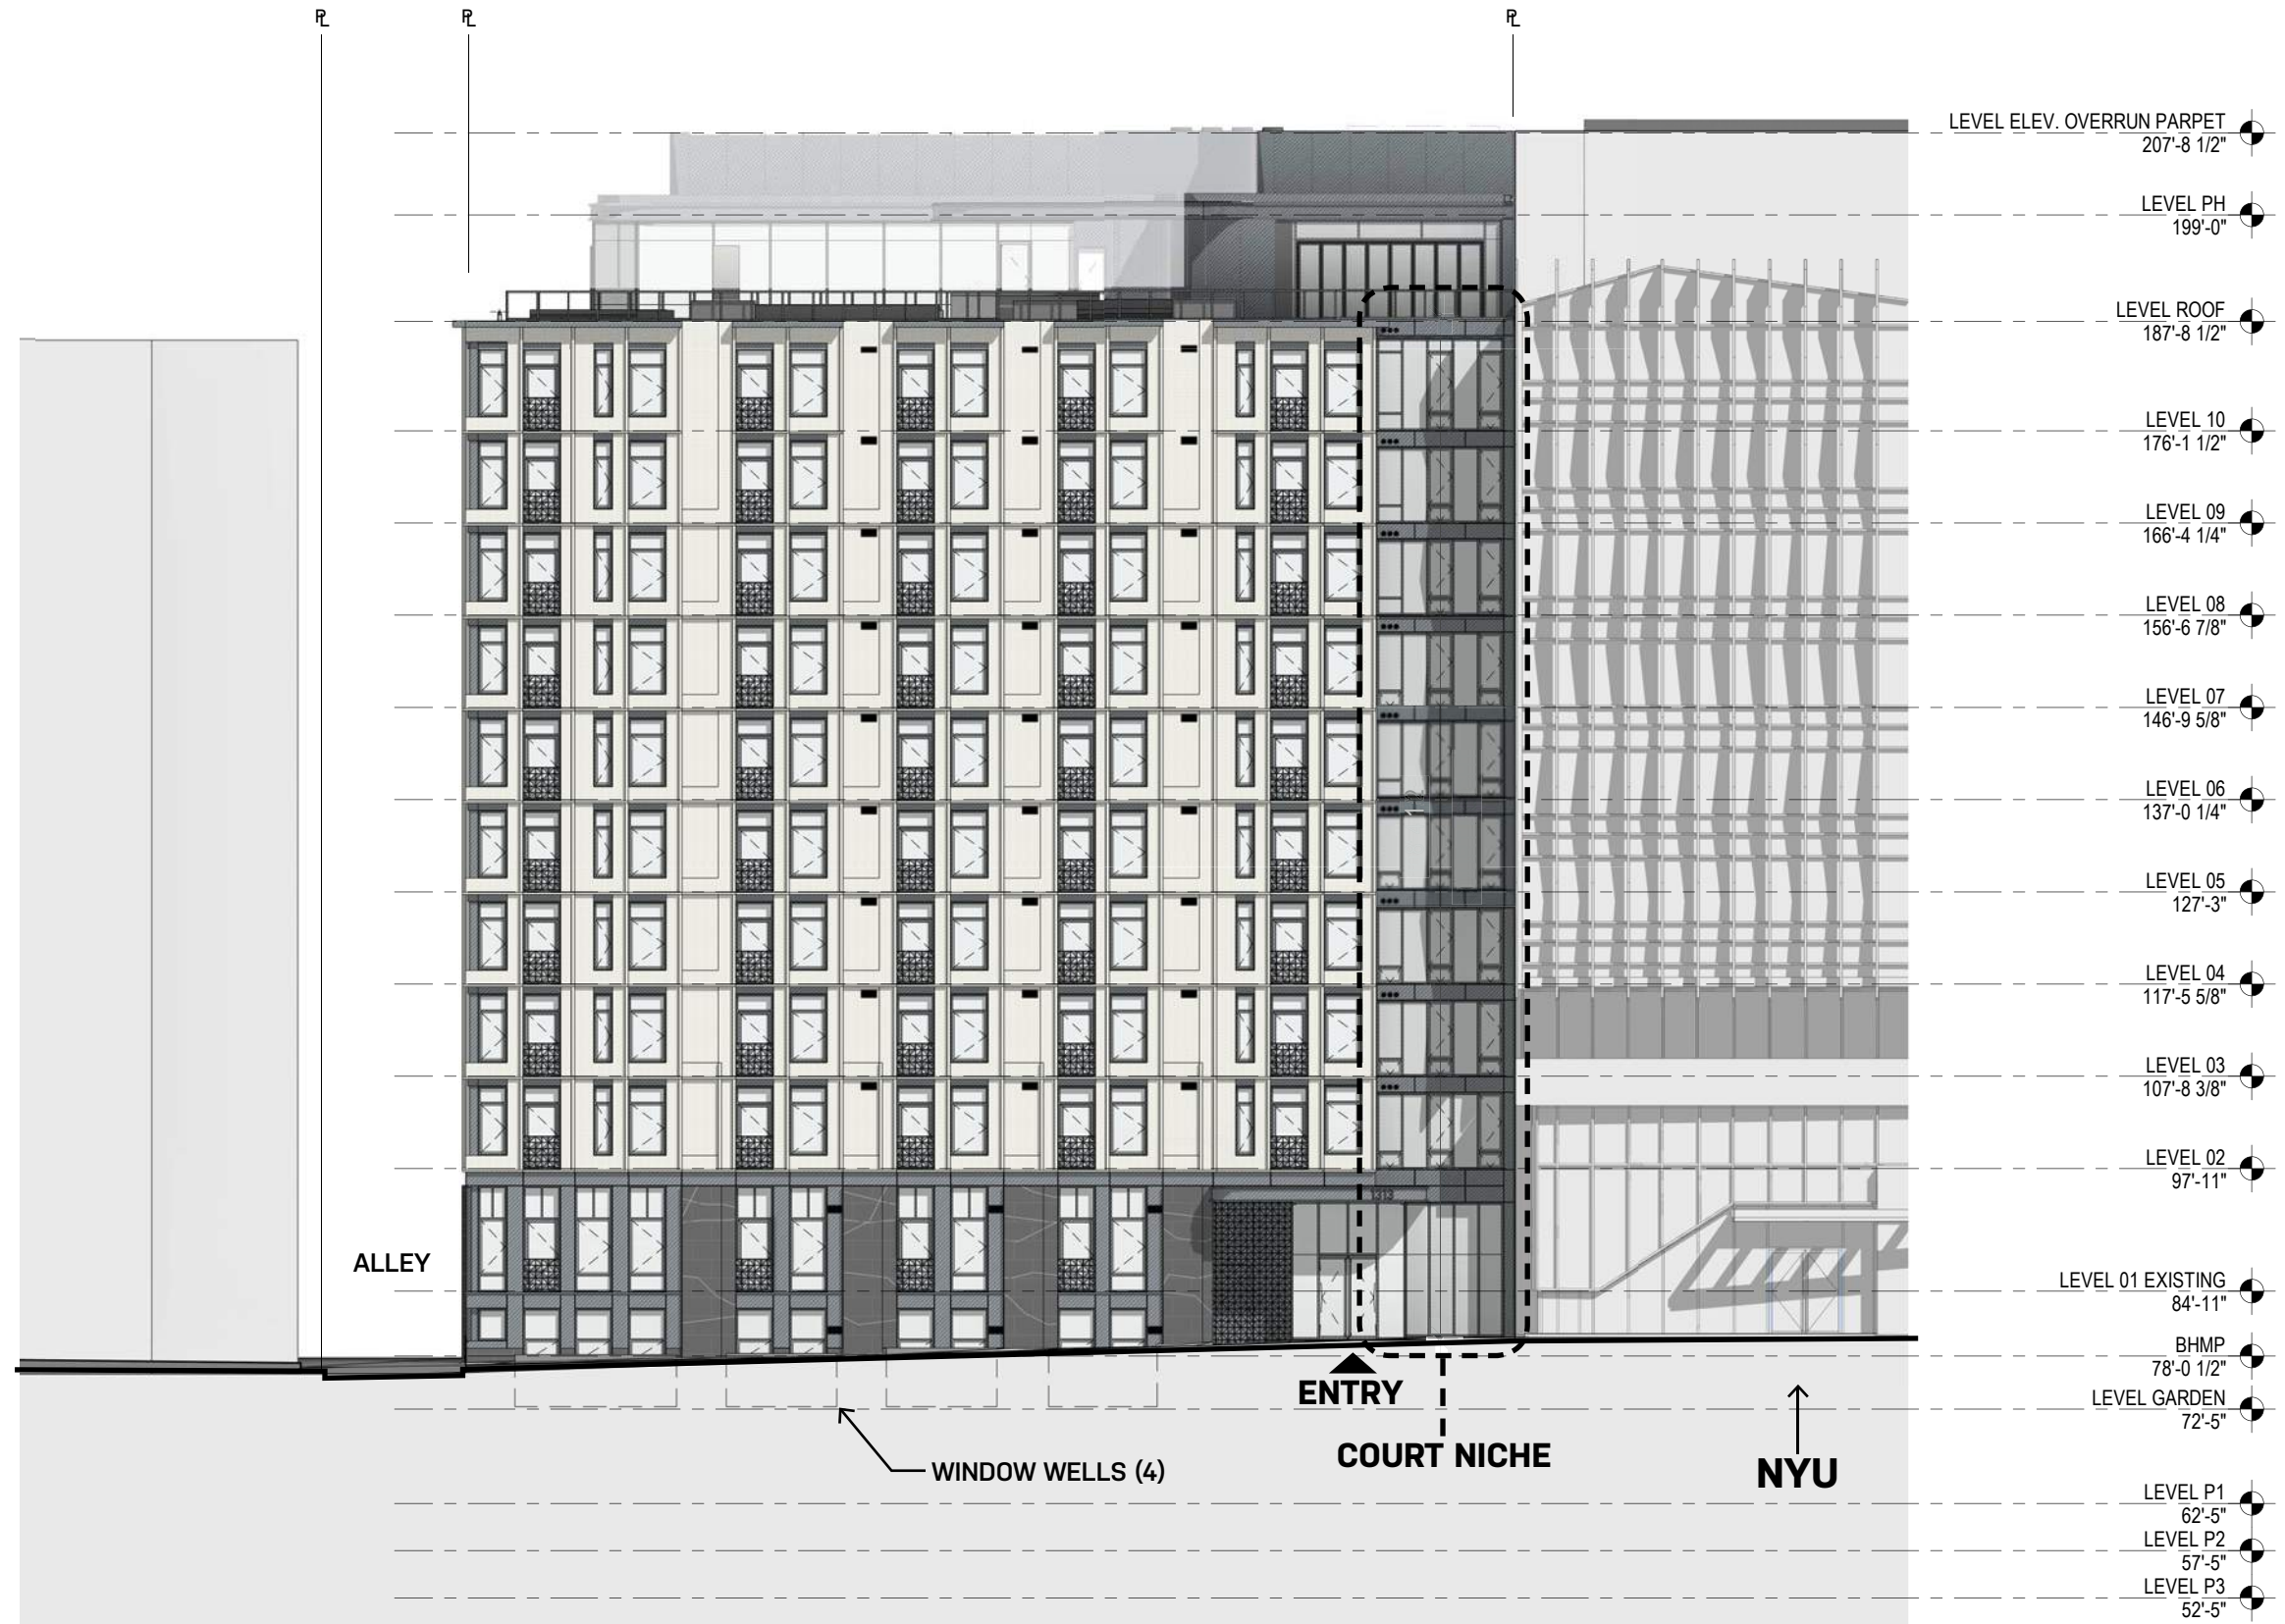 PL
PL
PL
LEVEL ELEV. OVERRUN PARPET
207'-8 1/2"
LEVEL PH
199'-0"
LEVEL ROOF
187'-8 1/2"
LEVEL 10
176'-1 1/2"
LEVEL 09
166'-4 1/4"
LEVEL 08
156'-6 7/8"
LEVEL 07
146'-9 5/8"
LEVEL 06
137'-0 1/4"
LEVEL 05
127'-3"
LEVEL 04
117'-5 5/8"
LEVEL 03
107'-8 3/8"
LEVEL 02
97'-11"
1313
ALLEY
LEVEL 01 EXISTING
84'-11"
BHMP
78'-0 1/2"
ENTRY
LEVEL GARDEN
72'-5"
COURT NICHE
WINDOW WELLS (4)
NYU
LEVEL P1
62'-5"
LEVEL P2
57'-5"
LEVEL P3
52'-5"